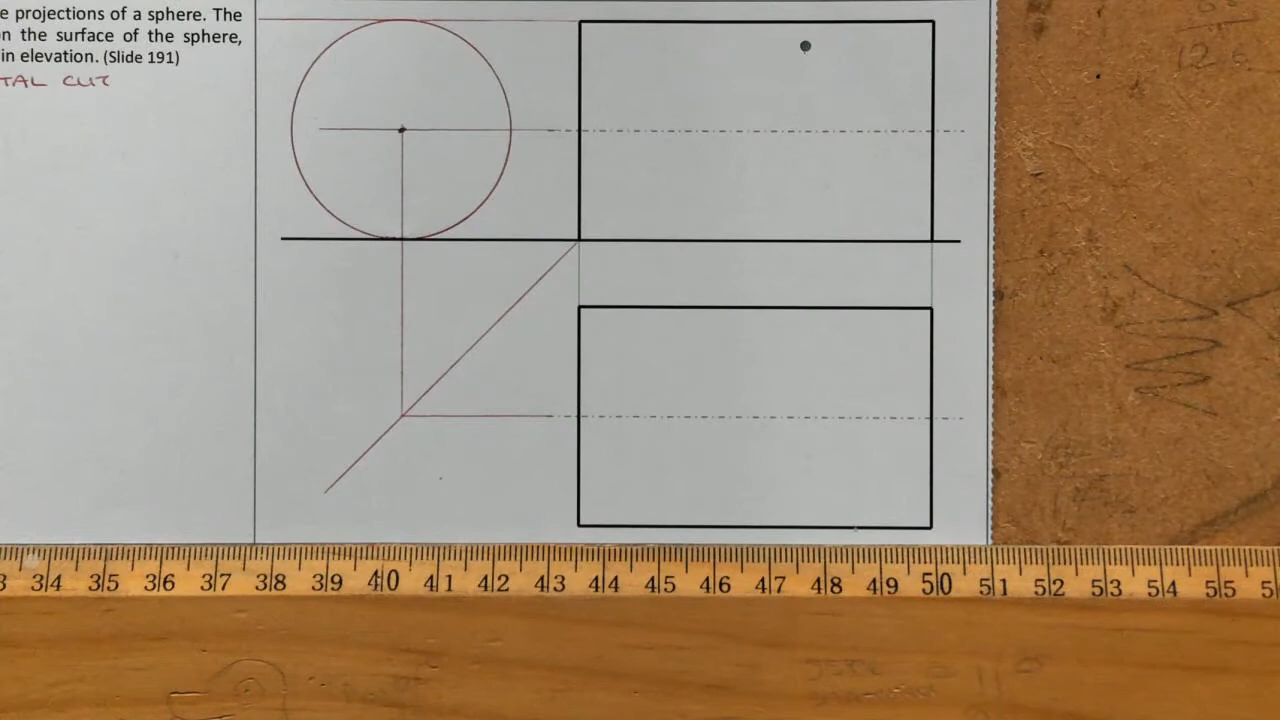 e projections of a sphere. The
n the surface of the sphere,
in elevation. (Slide 191)
TAL CUT
34 35 36 37 38 39 40 41 42 43 44 45 46 47 48 49 50 51 52 53 54 55